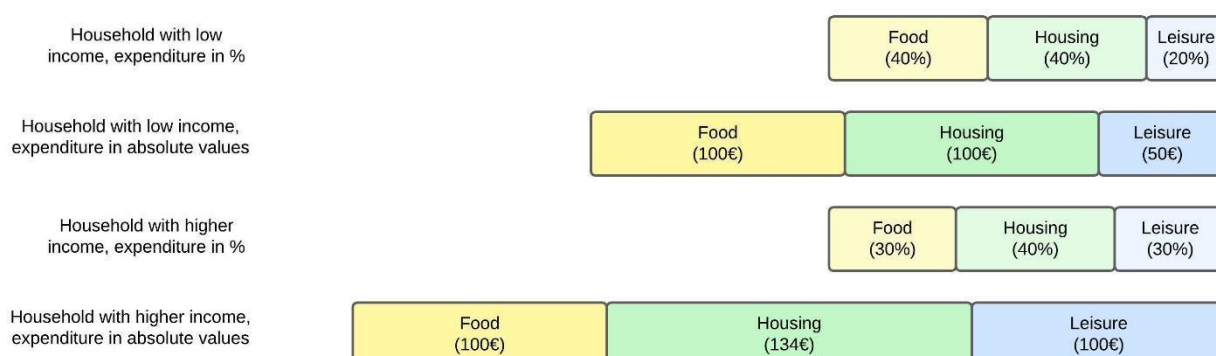 Household with low
income, expenditure in %
Food
(40%)
Housing
(40%)
Leisure
(20%)
Household with low income,
expenditure in absolute values
Food
(100€)
Housing
(100€)
Leisure
(50€)
Household with higher
income, expenditure in %
Food
(30%)
Housing
(40%)
Leisure
(30%)
Household with higher income,
expenditure in absolute values
Food
(100€)
Housing
(134€)
Leisure
(100€)